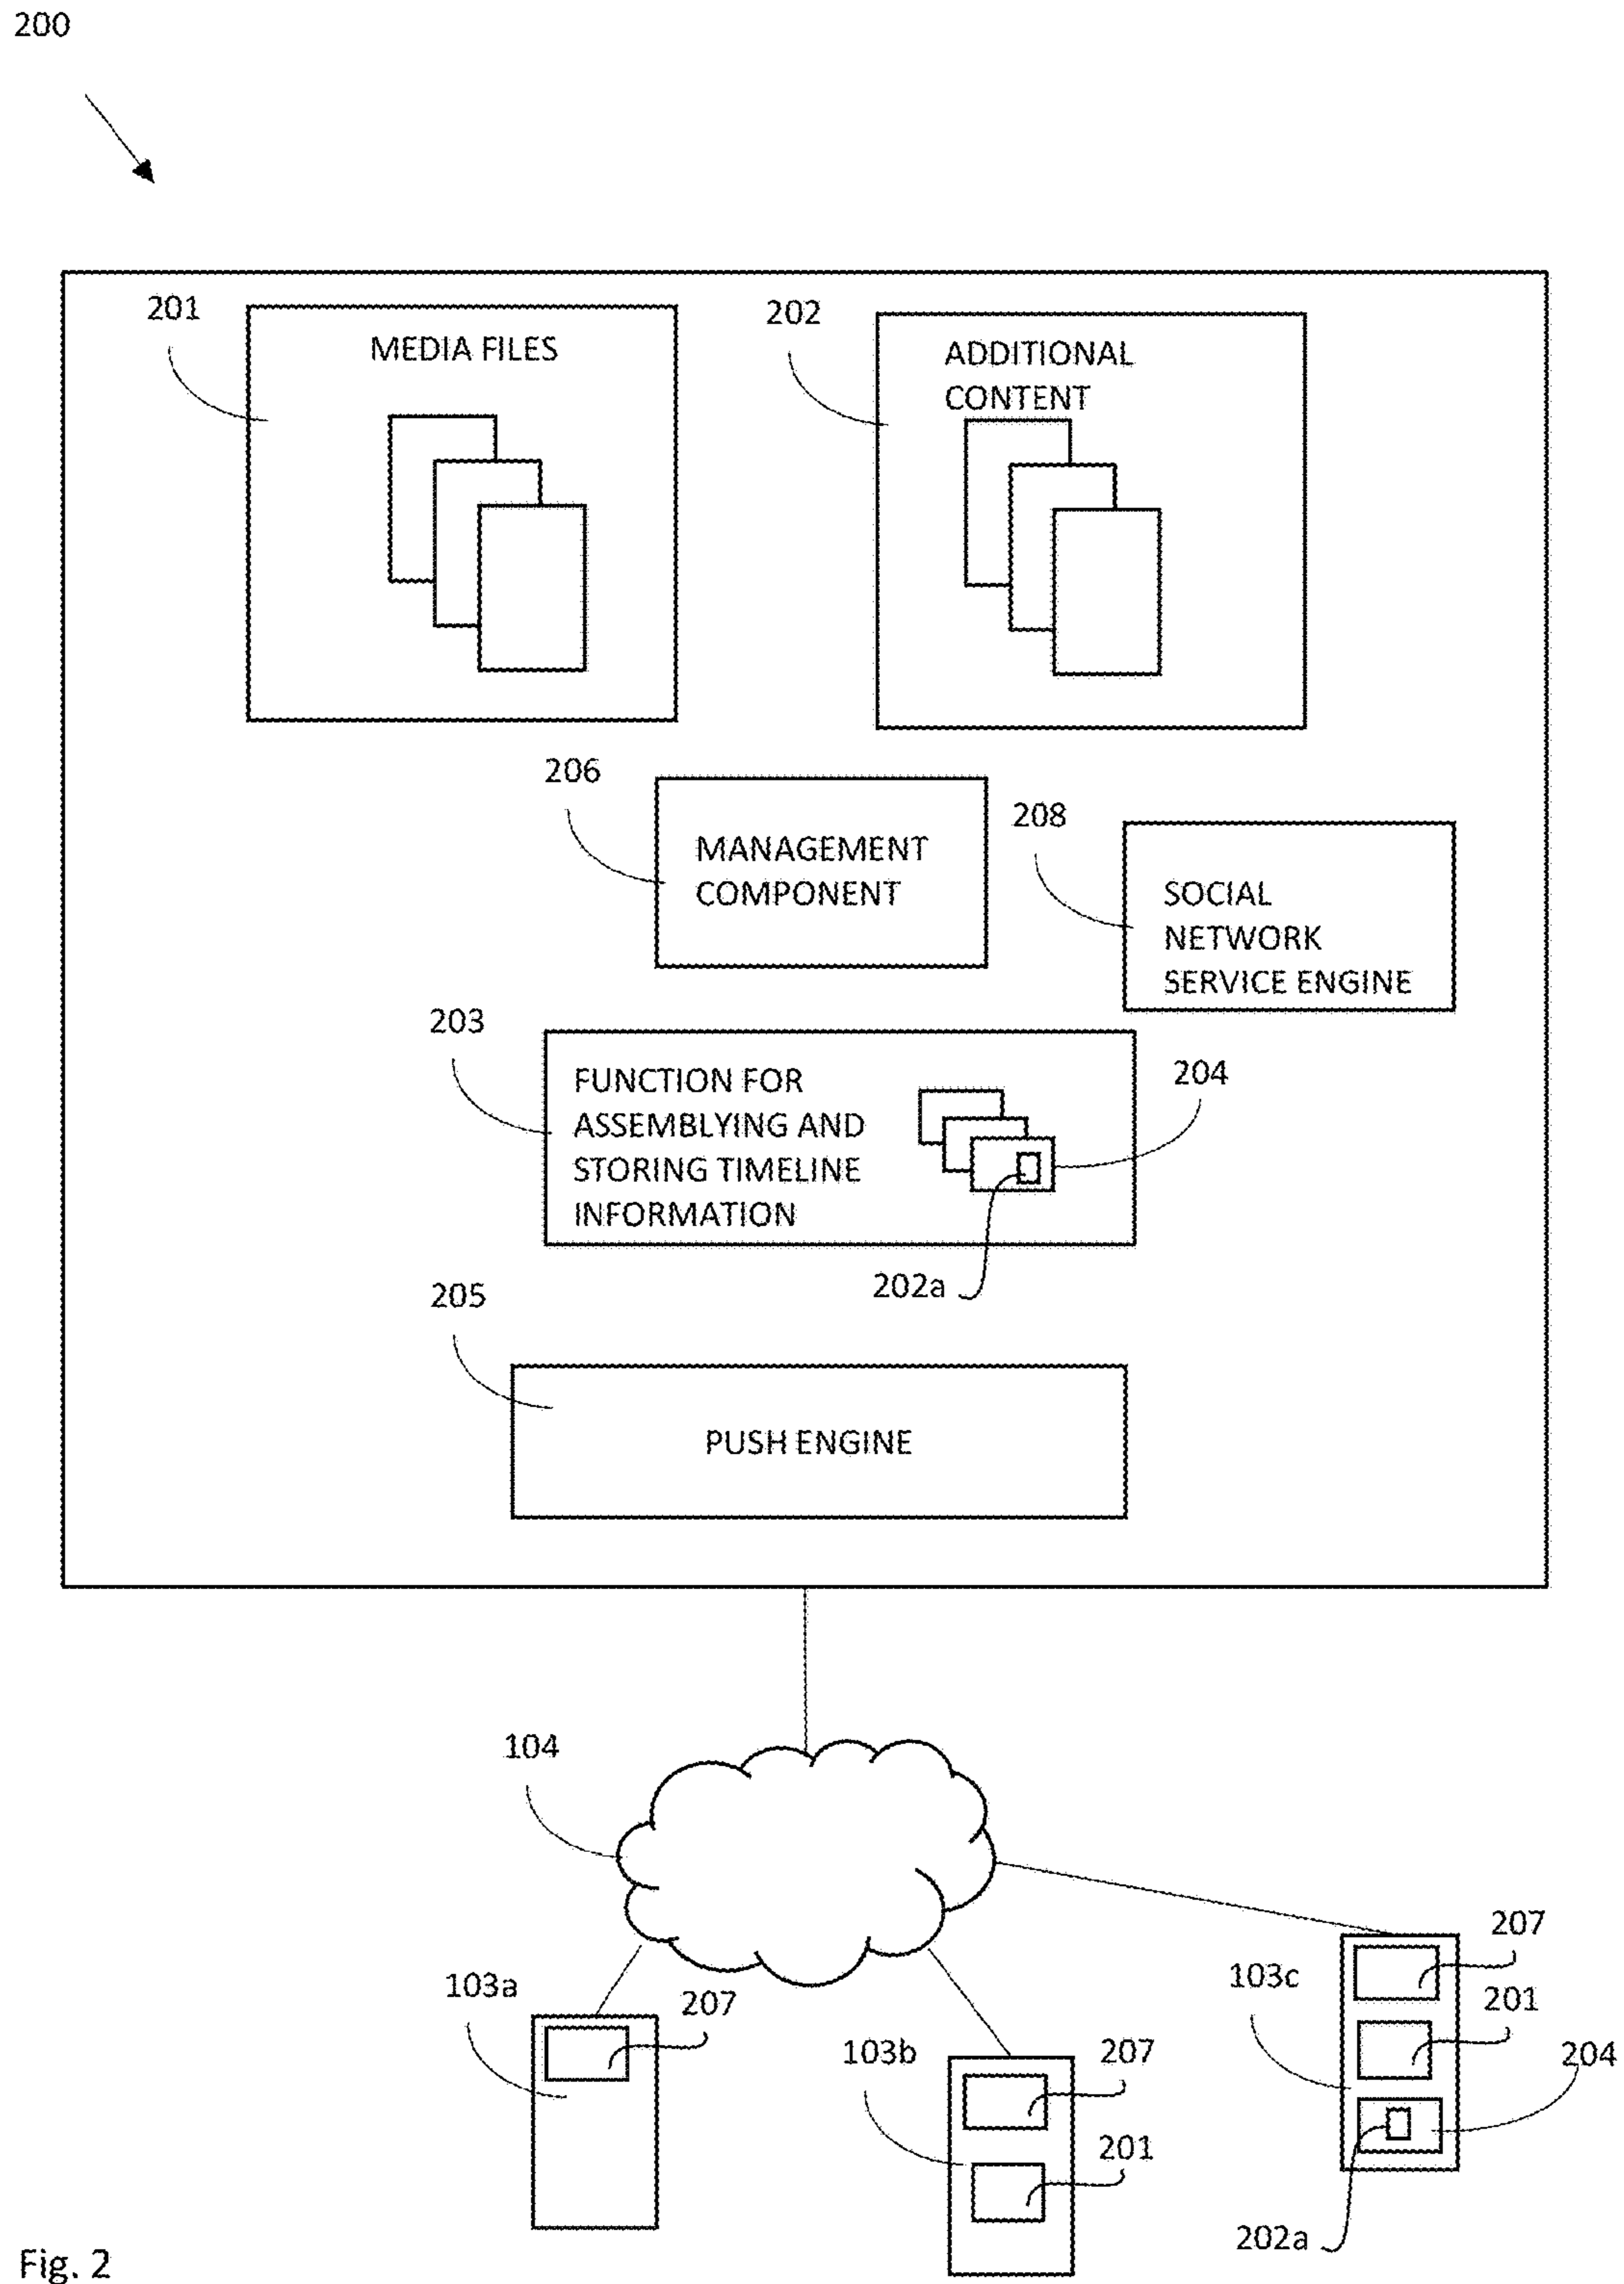 200
201
MEDIA FILES
202
ADDITIONAL
CONTENT
206
MANAGEMENT
COMPONENT
208
SOCIAL
NETWORK
SERVICE ENGINE
203
FUNCTION FOR
ASSEMBLYING AND
STORING TIMELINE
INFORMATION
204
202a
205
PUSH ENGINE
104
103a
207
103b
207
201
103c
207
201
204
202a
Fig. 2